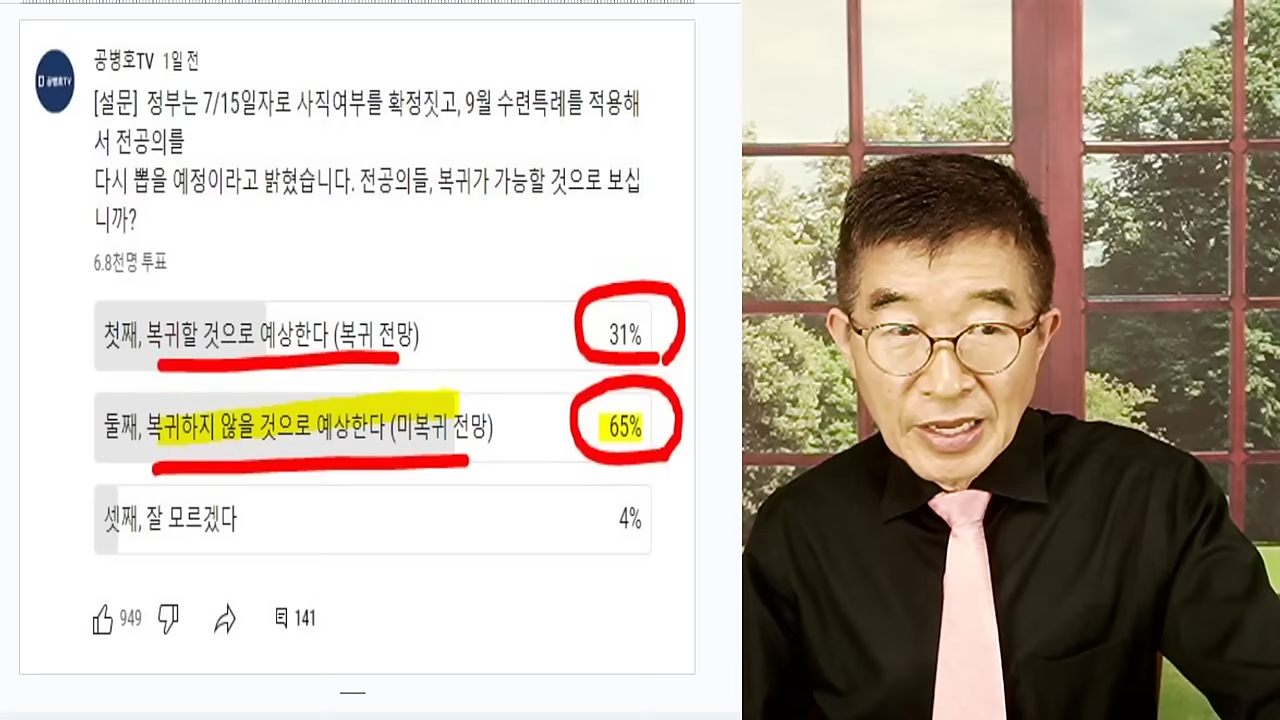 공병호TV
공병호TV 1일 전
[설문] 정부는 7/15일자로 사직여부를 확정짓고, 9월 수련특례를 적용해
서 전공의를
다시 뽑을 예정이라고 밝혔습니다. 전공의들, 복귀가 가능할 것으로 보십
니까?
6.8천명 투표
첫째, 복귀할 것으로 예상한다 (복귀 전망) 31%
둘째, 복귀하지 않을 것으로 예상한다 (미복귀 전망) 65%
셋째, 잘 모르겠다 4%
949 141